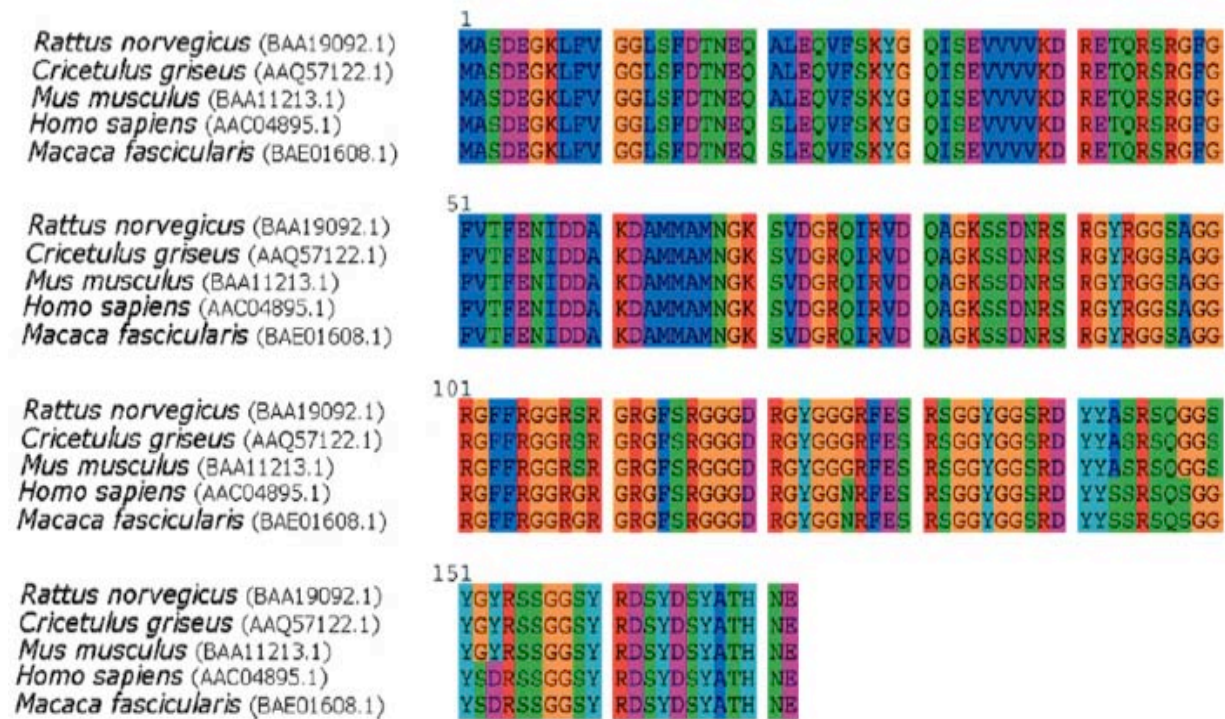 1
Rattus norvegicus (BAA19092.1) MASDEGKLFV GGLSFDTNEQ ALEQVFSKYG QISEVVVVKD RETQRSRGFG
Cricetulus griseus (AAQ57122.1) MASDEGKLFV GGLSFDTNEQ ALEQVFSKYG QISEVVVVKD RETQRSRGFG
Mus musculus (BAA11213.1) MASDEGKLFV GGLSFDTNEQ ALEQVFSKYG QISEVVVVKD RETQRSRGFG
Homo sapiens (AAC04895.1) MASDEGKLFV GGLSFDTNEQ SLEQVFSKYG QISEVVVVKD RETQRSRGFG
Macaca fascicularis (BAE01608.1) MASDEGKLFV GGLSFDTNEQ SLEQVFSKYG QISEVVVVKD RETQRSRGFG
51
Rattus norvegicus (BAA19092.1) FVTFENIDDA KDAMMAMNGK SVDGRQIRVD QAGKSSDNRS RGYRGGSAGG
Cricetulus griseus (AAQ57122.1) FVTFENIDDA KDAMMAMNGK SVDGRQIRVD QAGKSSDNRS RGYRGGSAGG
Mus musculus (BAA11213.1) FVTFENIDDA KDAMMAMNGK SVDGRQIRVD QAGKSSDNRS RGYRGGSAGG
Homo sapiens (AAC04895.1) FVTFENIDDA KDAMMAMNGK SVDGRQIRVD QAGKSSDNRS RGYRGGSAGG
Macaca fascicularis (BAE01608.1) FVTFENIDDA KDAMMAMNGK SVDGRQIRVD QAGKSSDNRS RGYRGGSAGG
101
Rattus norvegicus (BAA19092.1) RGFFRGGRSR GRGFSRGGGD RGYGGGRFES RSGGYGGSRD YYASRSQGGS
Cricetulus griseus (AAQ57122.1) RGFFRGGRSR GRGFSRGGGD RGYGGGRFES RSGGYGGSRD YYASRSQGGS
Mus musculus (BAA11213.1) RGFFRGGRSR GRGFSRGGGD RGYGGGRFES RSGGYGGSRD YYASRSQGGS
Homo sapiens (AAC04895.1) RGFFRGGRGR GRGFSRGGGD RGYGGNRFES RSGGYGGSRD YYSSRSQSGG
Macaca fascicularis (BAE01608.1) RGFFRGGRGR GRGFSRGGGD RGYGGNRFES RSGGYGGSRD YYSSRSQSGG
151
Rattus norvegicus (BAA19092.1) YGYRSSGGSY RDSYDSYATH NE
Cricetulus griseus (AAQ57122.1) YGYRSSGGSY RDSYDSYATH NE
Mus musculus (BAA11213.1) YGYRSSGGSY RDSYDSYATH NE
Homo sapiens (AAC04895.1) YSDRSSGGSY RDSYDSYATH NE
Macaca fascicularis (BAE01608.1) YSDRSSGGSY RDSYDSYATH NE